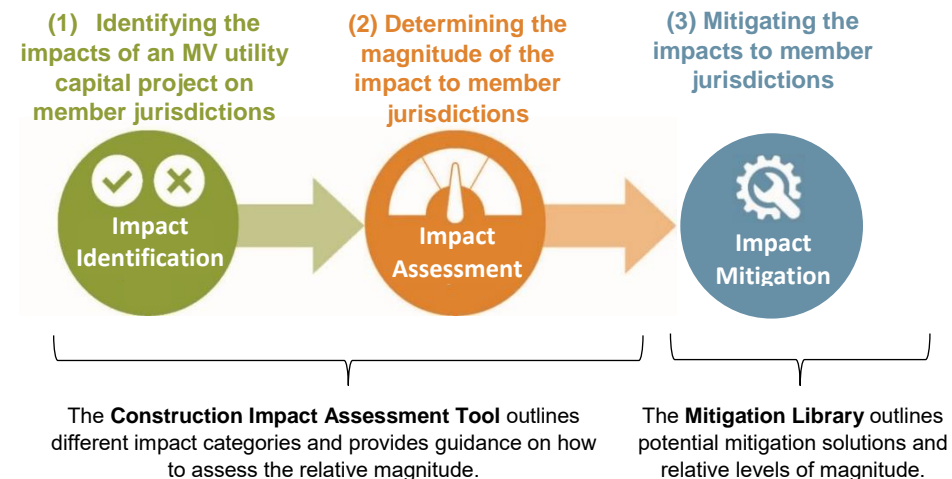 (1) Identifying the
impacts of an MV utility
capital project on
member jurisdictions
(2) Determining the
magnitude of the
impact to member
jurisdictions
(3) Mitigating the
impacts to member
jurisdictions
Impact
Identification
Impact
Assessment
Impact
Mitigation
The Construction Impact Assessment Tool outlines
different impact categories and provides guidance on how
to assess the relative magnitude.
The Mitigation Library outlines
potential mitigation solutions and
relative levels of magnitude.